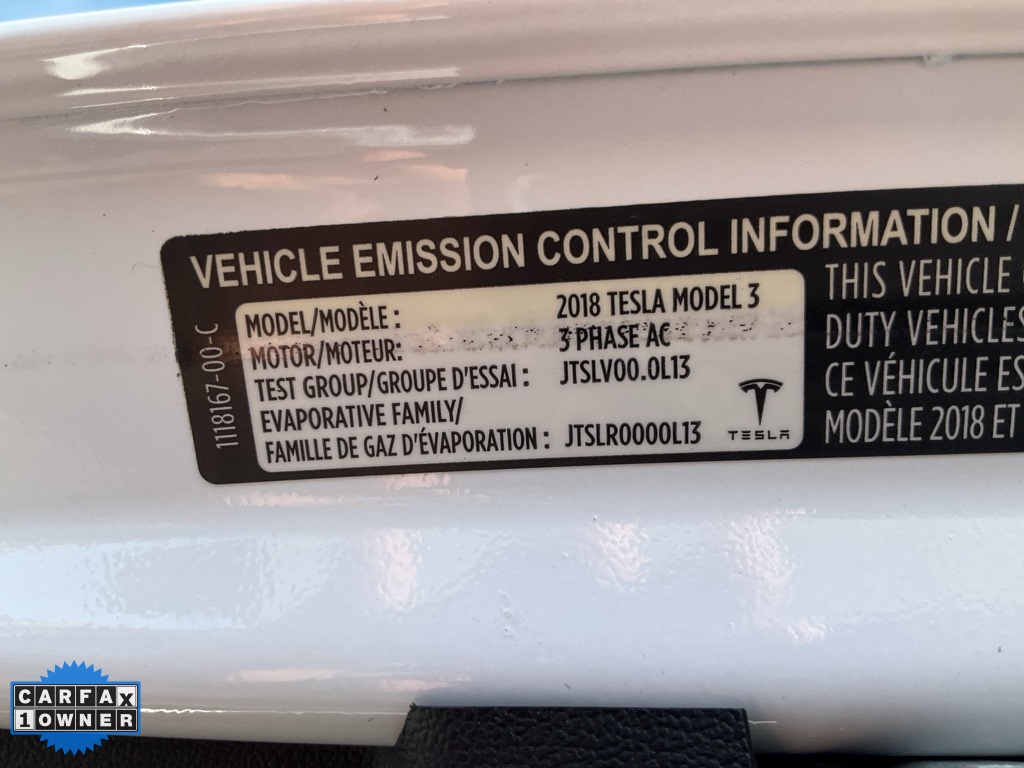 VEHICLE EMISSION CONTROL INFORMATION /
MODEL/MODÈLE : 2018 TESLA MODEL 3
MOTOR/MOTEUR: 3 PHASE AC
TEST GROUP/GROUPE D'ESSAI : JTSLV00.0L13
EVAPORATIVE FAMILY/
FAMILLE DE GAZ D'ÉVAPORATION : JTSLR0000L13
TESLA
1118167-00-C
THIS VEHICLE
DUTY VEHICLES
CE VÉHICULE ES
MODÈLE 2018 ET
CARFAX
1 OWNER